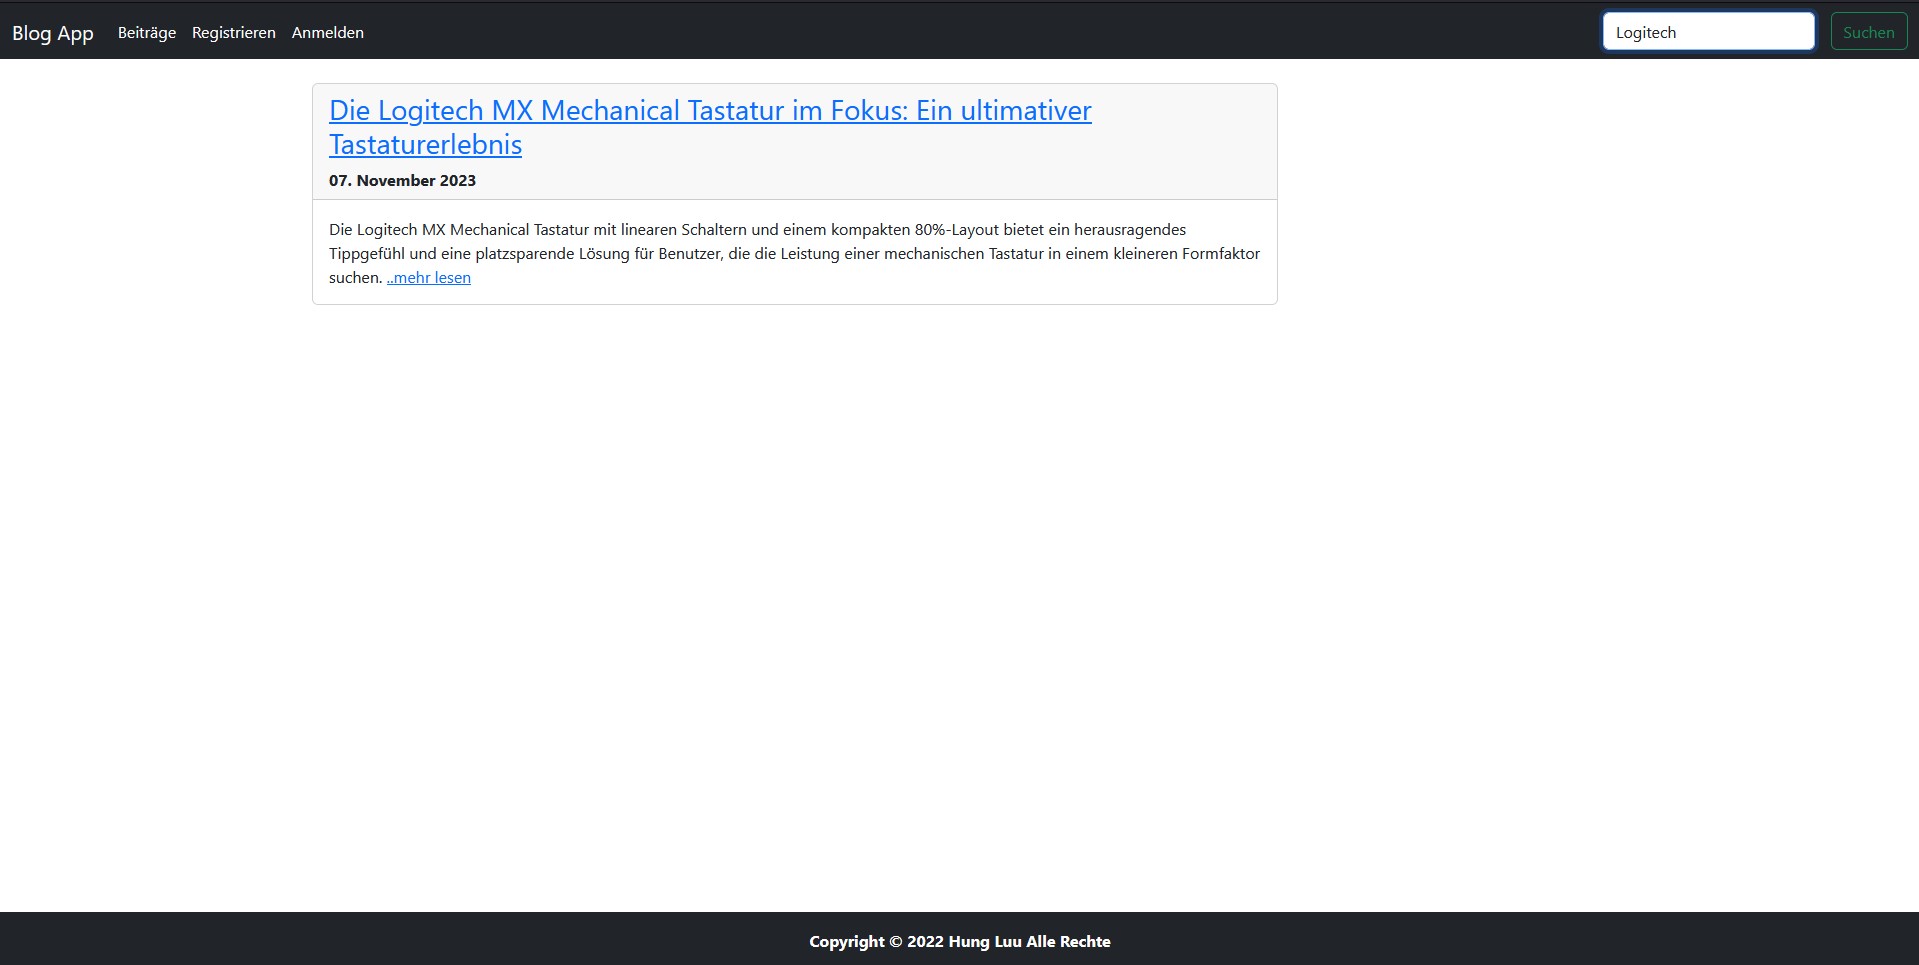 Blog App Beiträge Registrieren Anmelden Logitech Suchen
Die Logitech MX Mechanical Tastatur im Fokus: Ein ultimativer
Tastaturerlebnis
07. November 2023
Die Logitech MX Mechanical Tastatur mit linearen Schaltern und einem kompakten 80%-Layout bietet ein herausragendes
Tippgefühl und eine platzsparende Lösung für Benutzer, die die Leistung einer mechanischen Tastatur in einem kleineren Formfaktor
suchen. ..mehr lesen
Copyright © 2022 Hung Luu Alle Rechte